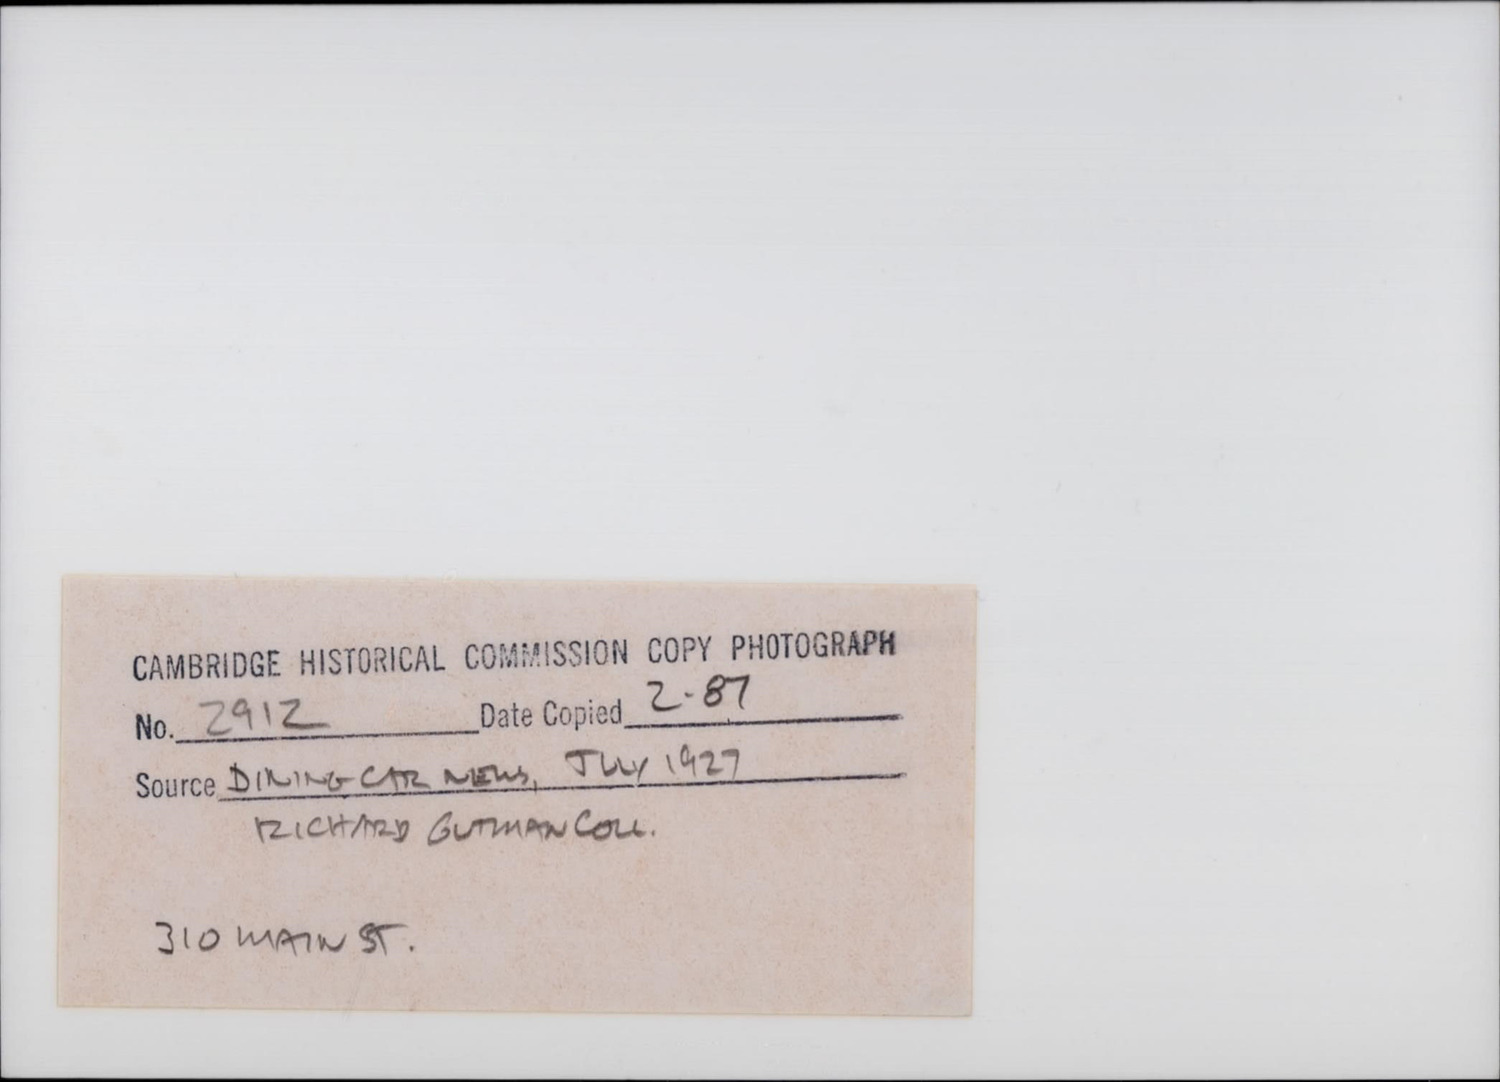 CAMBRIDGE HISTORICAL COMMISSION COPY PHOTOGRAPH
No. 2912 Date Copied 2-87
Source DINING CAR NEWS, JULY 1927
RICHARD GUTMAN COLL.
310 MAIN ST.